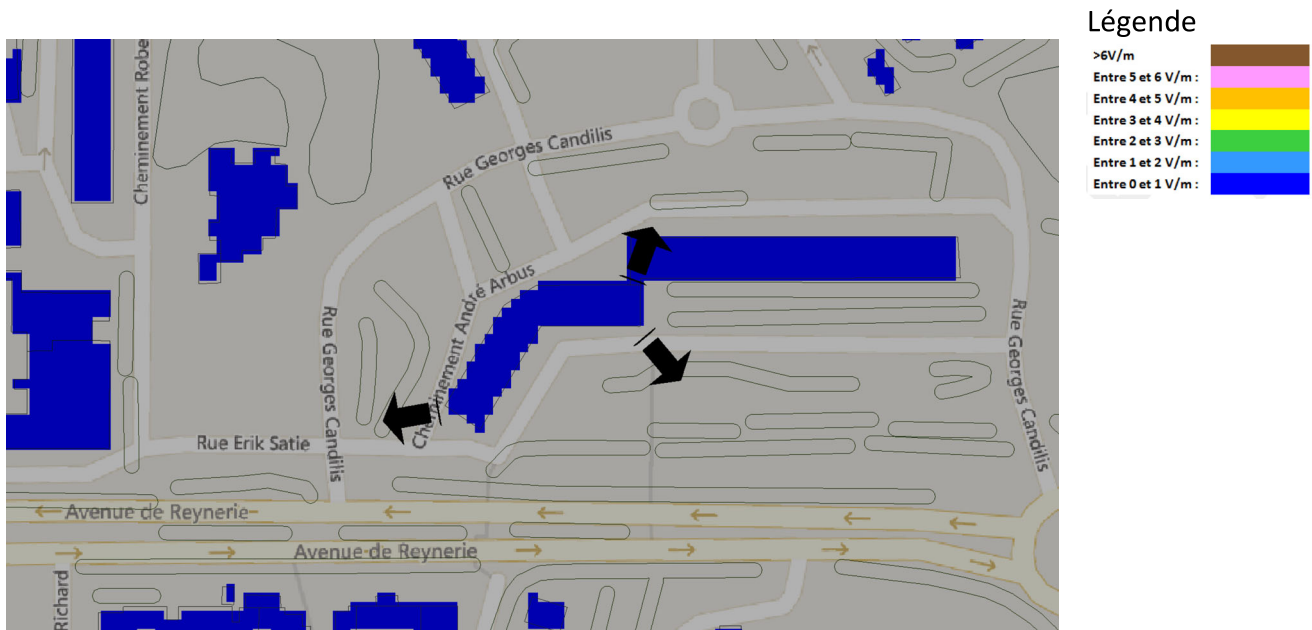 Légende
>6V/m
Entre 5 et 6 V/m :
Entre 4 et 5 V/m :
Entre 3 et 4 V/m :
Entre 2 et 3 V/m :
Entre 1 et 2 V/m :
Entre 0 et 1 V/m :
Cheminement Robe
Rue Georges Candilis
Cheminement André Arbus
Rue Georges Candilis
Rue Georges Candilis
Rue Erik Satie
Avenue de Reynerie
Avenue de Reynerie
Richard